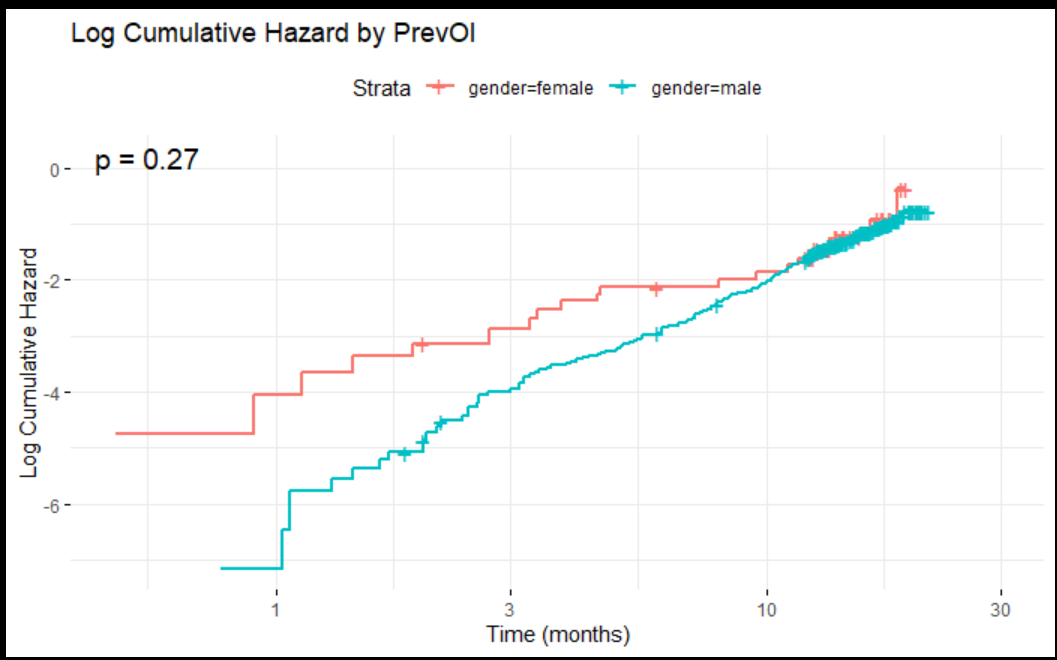 Log Cumulative Hazard by PrevOI
Strata gender=female gender=male
p = 0.27
0
-2
-4
-6
Log Cumulative Hazard
1 3 10 30
Time (months)